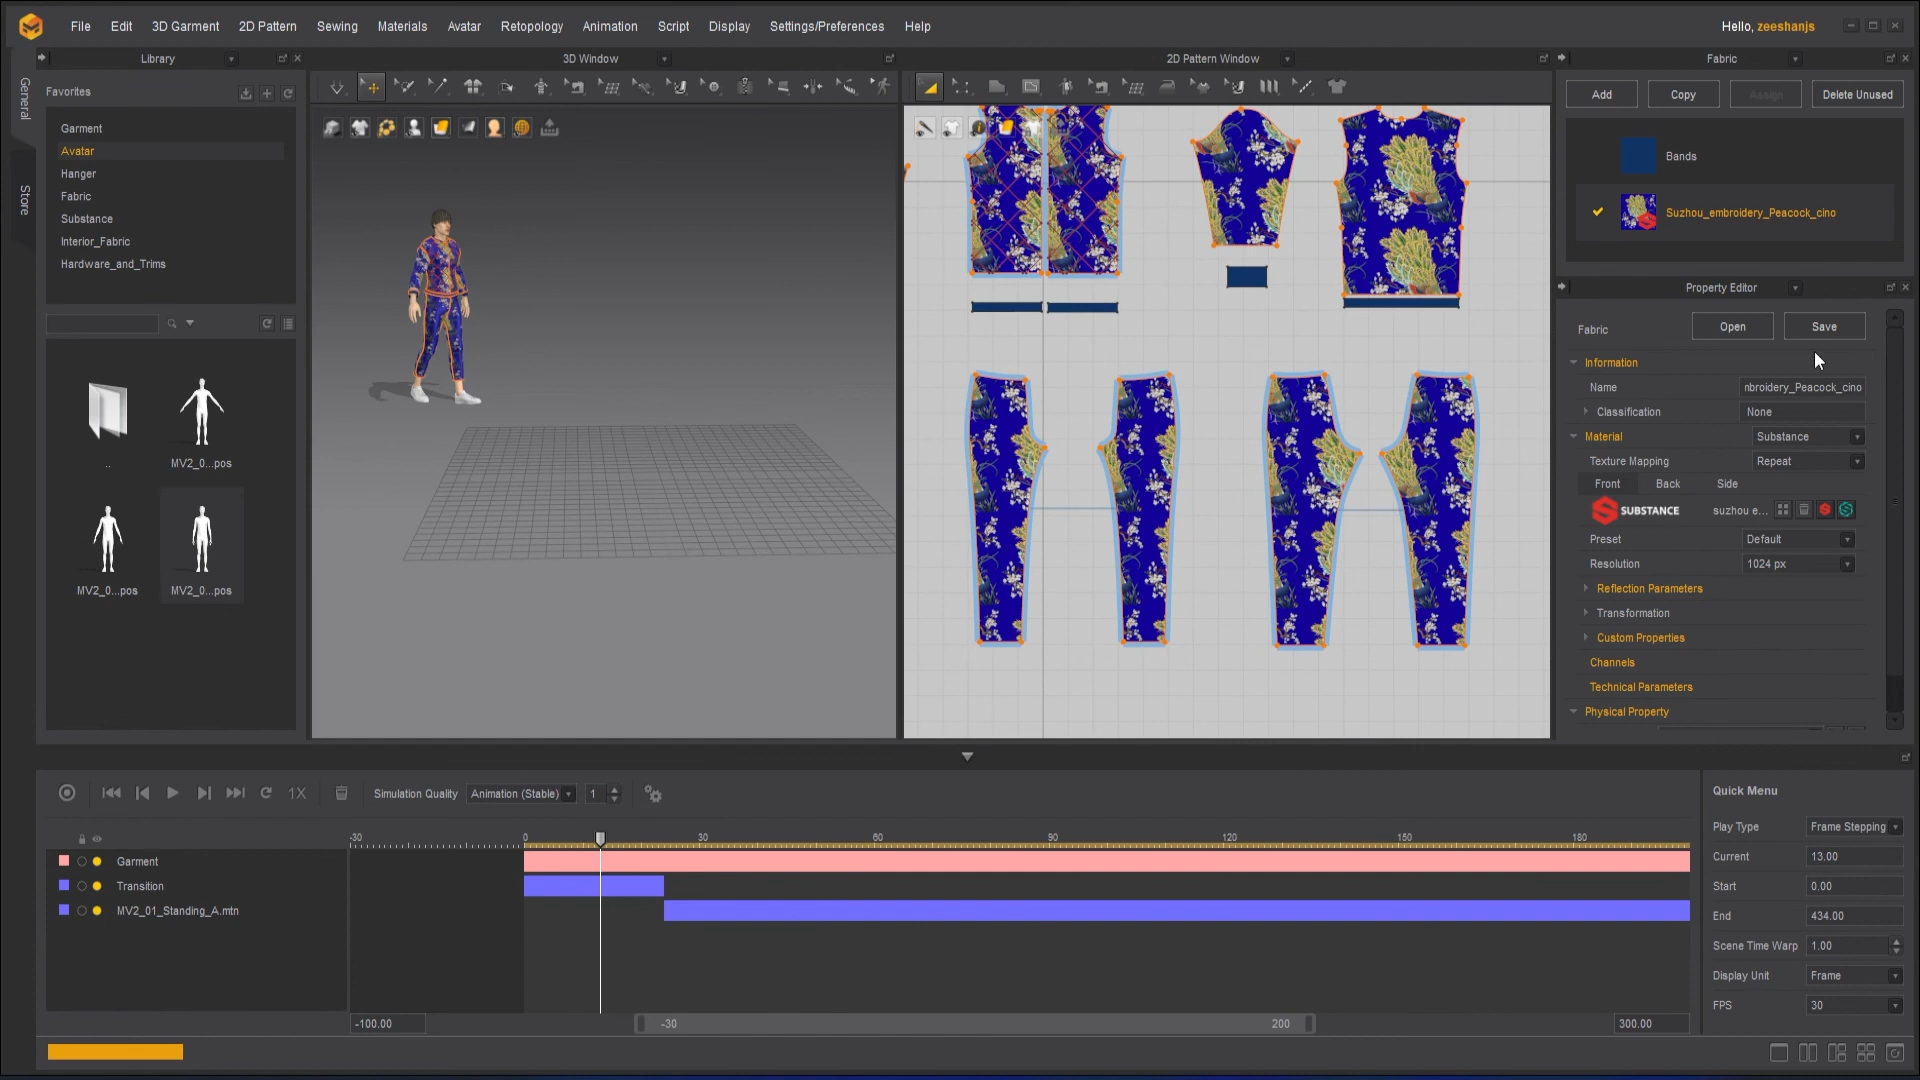 File Edit 3D Garment 2D Pattern Sewing Materials Avatar Retopology Animation Script Display Settings/Preferences Help
Hello, zeeshanjs
Library
3D Window
2D Pattern Window
Fabric
General
Store
Favorites
Garment
Avatar
Hanger
Fabric
Substance
Interior_Fabric
Hardware_and_Trims
..
MV2_0...pos
MV2_0...pos
MV2_0...pos
Add Copy Assign Delete Unused
Bands
Suzhou_embroidery_Peacock_cino
Property Editor
Fabric Open Save
Information
Name nbroidery_Peacock_cino
Classification None
Material Substance
Texture Mapping Repeat
Front Back Side
SUBSTANCE suzhou e...
Preset Default
Resolution 1024 px
Reflection Parameters
Transformation
Custom Properties
Channels
Technical Parameters
Physical Property
1X Simulation Quality Animation (Stable) 1
-30 0 30 60 90 120 150 180
Garment
Transition
MV2_01_Standing_A.mtn
-100.00 -30 200 300.00
Quick Menu
Play Type Frame Stepping
Current 13.00
Start 0.00
End 434.00
Scene Time Warp 1.00
Display Unit Frame
FPS 30